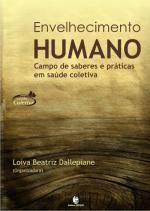 Envelhecimento
HUMANO
Campo de saberes e práticas
em saúde coletiva
Loiva Beatriz Dallepiane
(Organizadora)